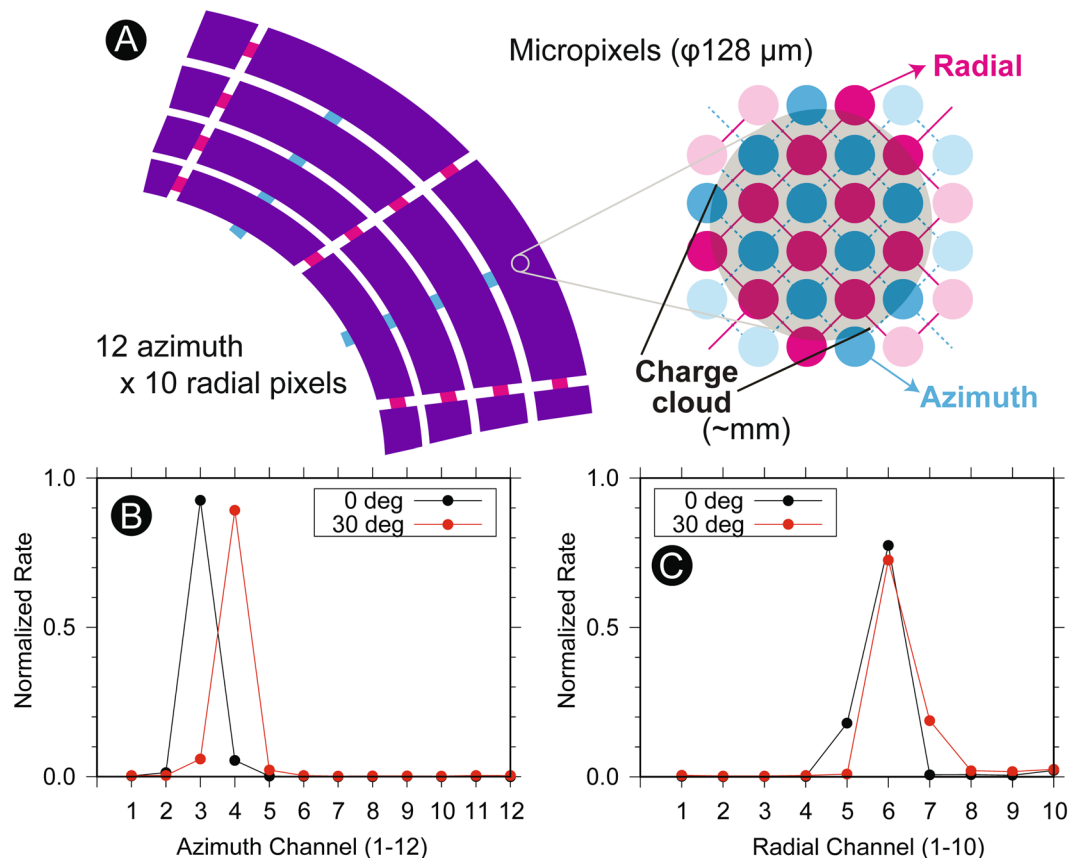 A
Micropixels (φ128 μm)
Radial
12 azimuth
x 10 radial pixels
Charge
cloud
(~mm)
Azimuth
B
0 deg
30 deg
1.0
0.5
0.0
Normalized Rate
1 2 3 4 5 6 7 8 9 10 11 12
Azimuth Channel (1-12)
C
0 deg
30 deg
1.0
0.5
0.0
Normalized Rate
1 2 3 4 5 6 7 8 9 10
Radial Channel (1-10)